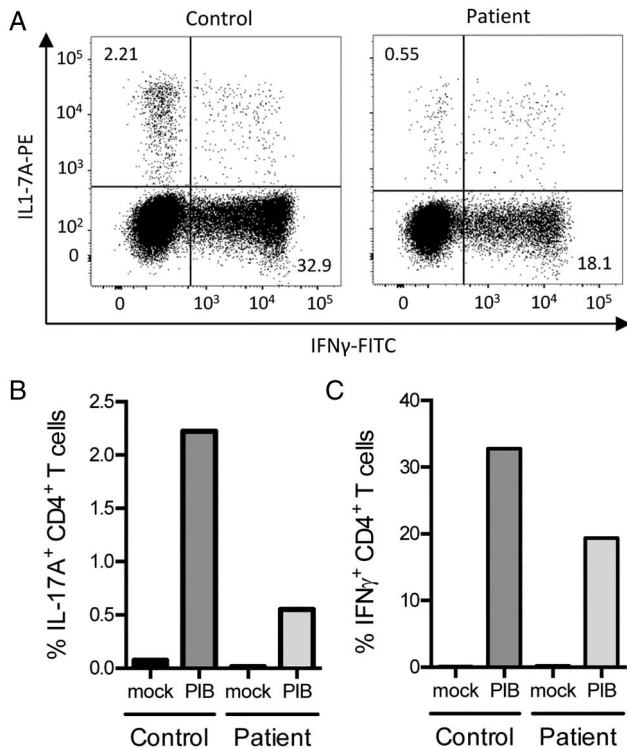 A
Control
Patient
IL1-7A-PE
10⁵
10⁴
10³
10²
0
2.21
32.9
0.55
18.1
0 10³ 10⁴ 10⁵
0 10³ 10⁴ 10⁵
IFNγ-FITC
B
% IL-17A⁺ CD4⁺ T cells
2.5
2.0
1.5
1.0
0.5
0.0
mock PIB mock PIB
Control Patient
C
% IFNγ⁺ CD4⁺ T cells
40
30
20
10
0
mock PIB mock PIB
Control Patient